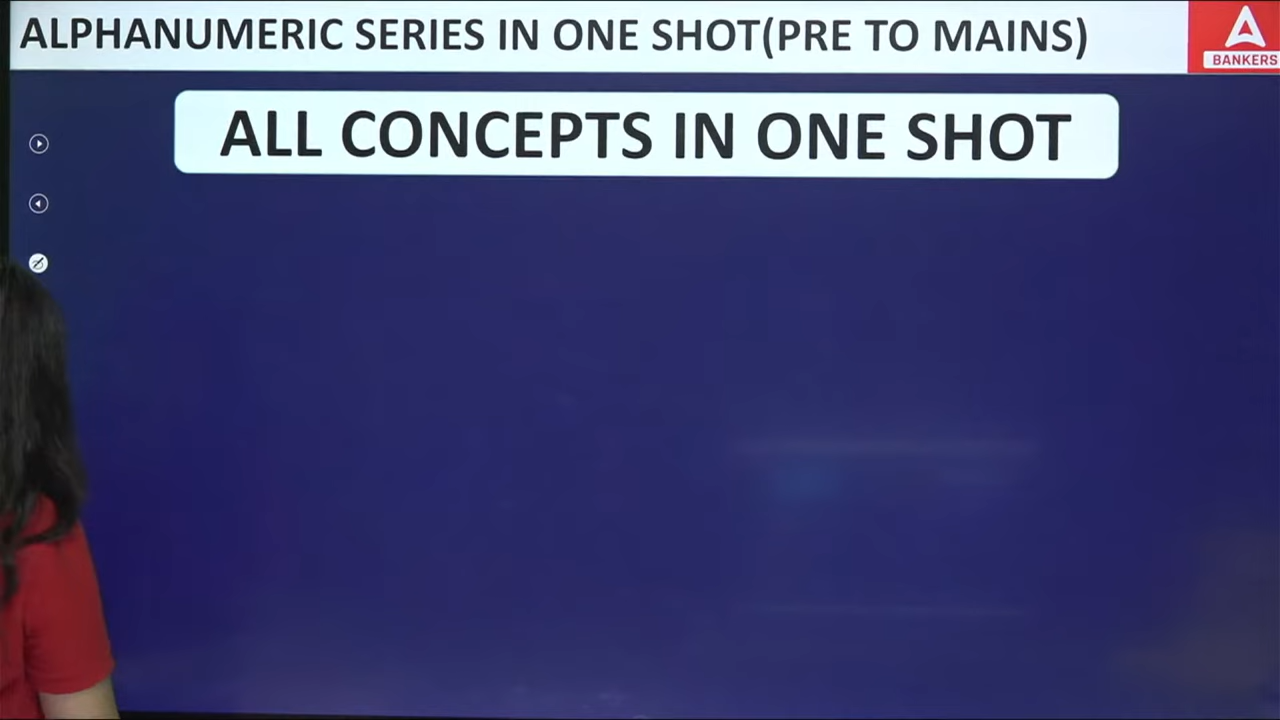 ALPHANUMERIC SERIES IN ONE SHOT(PRE TO MAINS)
BANKERS
ALL CONCEPTS IN ONE SHOT